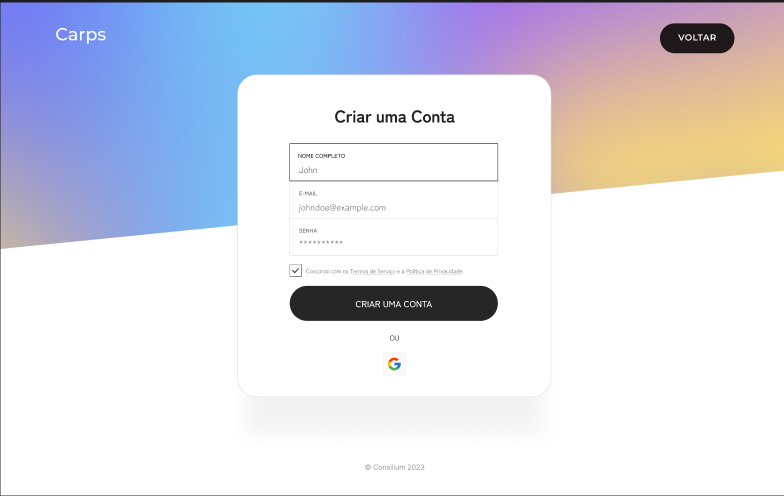 Carps
VOLTAR
Criar uma Conta
NOME COMPLETO
John
E-MAIL
johndoe@example.com
SENHA
**********
Concordo com os Termos de Serviço e a Política de Privacidade.
CRIAR UMA CONTA
OU
© Consilium 2023